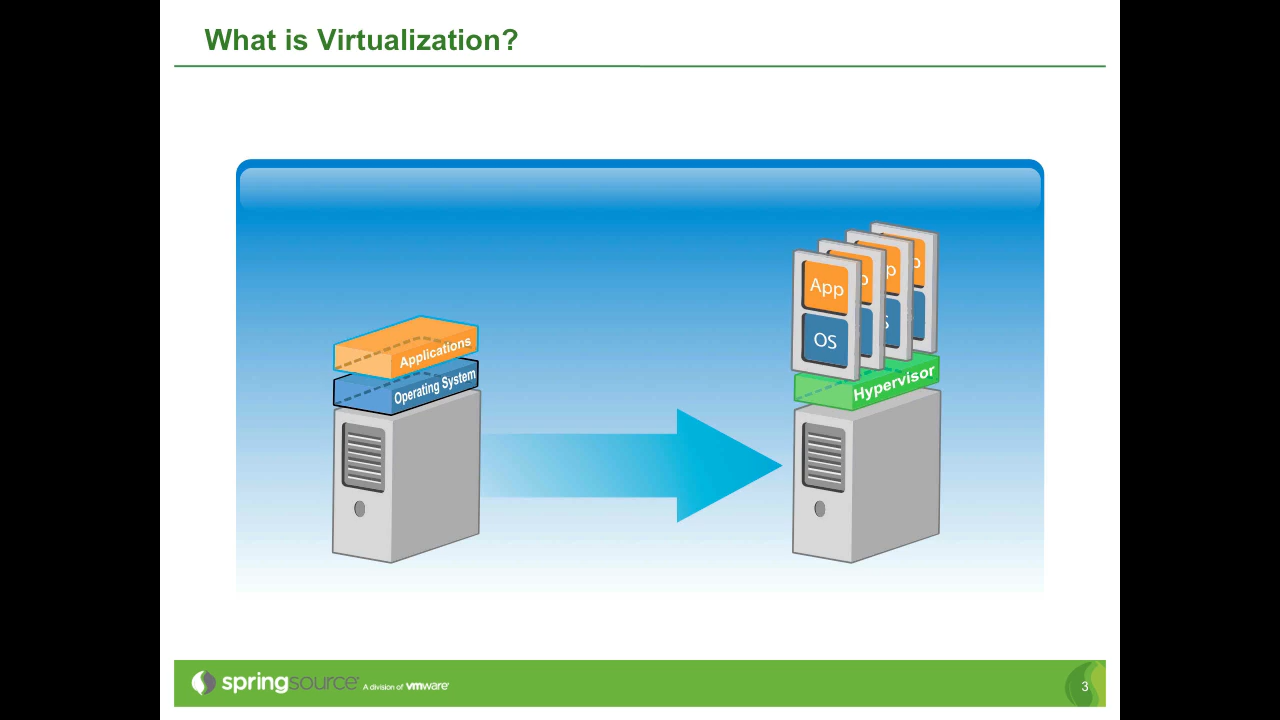 What is Virtualization?
App
OS
p
p
p
S
Applications
Operating System
Hypervisor
springsource A division of vmware
3